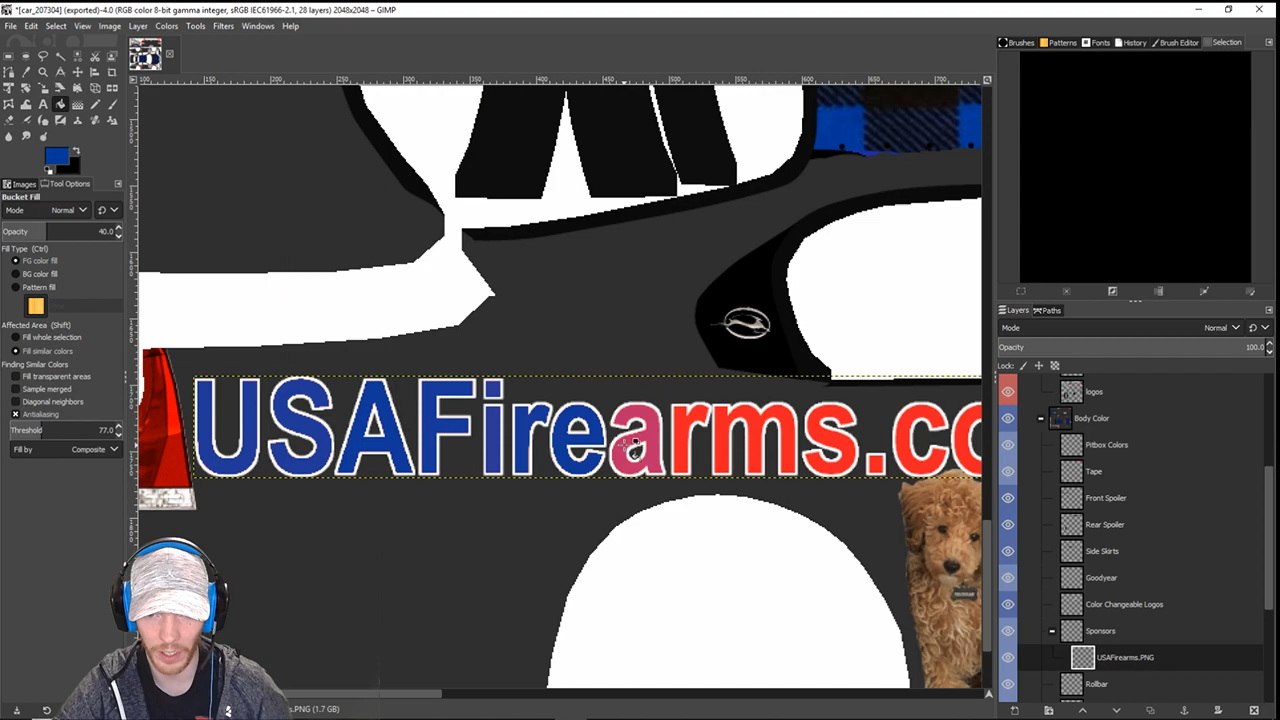 *[car_207304] (exported)-4.0 (RGB color 8-bit gamma integer, sRGB IEC61966-2.1, 28 layers) 2048x2048 – GIMP
File Edit Select View Image Layer Colors Tools Filters Windows Help
Brushes Patterns Fonts History Brush Editor Selection
Images Tool Options
Bucket Fill
Mode Normal
Opacity 40.0
Fill Type (Ctrl)
FG color fill
BG color fill
Pattern fill
Affected Area (Shift)
Fill whole selection
Fill similar colors
Finding Similar Colors
Fill transparent areas
Sample merged
Diagonal neighbors
Antialiasing
Threshold 77.0
Fill by Composite
USAFirearms.co
Layers Paths
Mode Normal
Opacity 100.0
Lock:
logos
Body Color
Pitbox Colors
Tape
Front Spoiler
Rear Spoiler
Side Skirts
Goodyear
Color Changeable Logos
Sponsors
USAFirearms.PNG
Rollbar
s.PNG (1.7 GB)